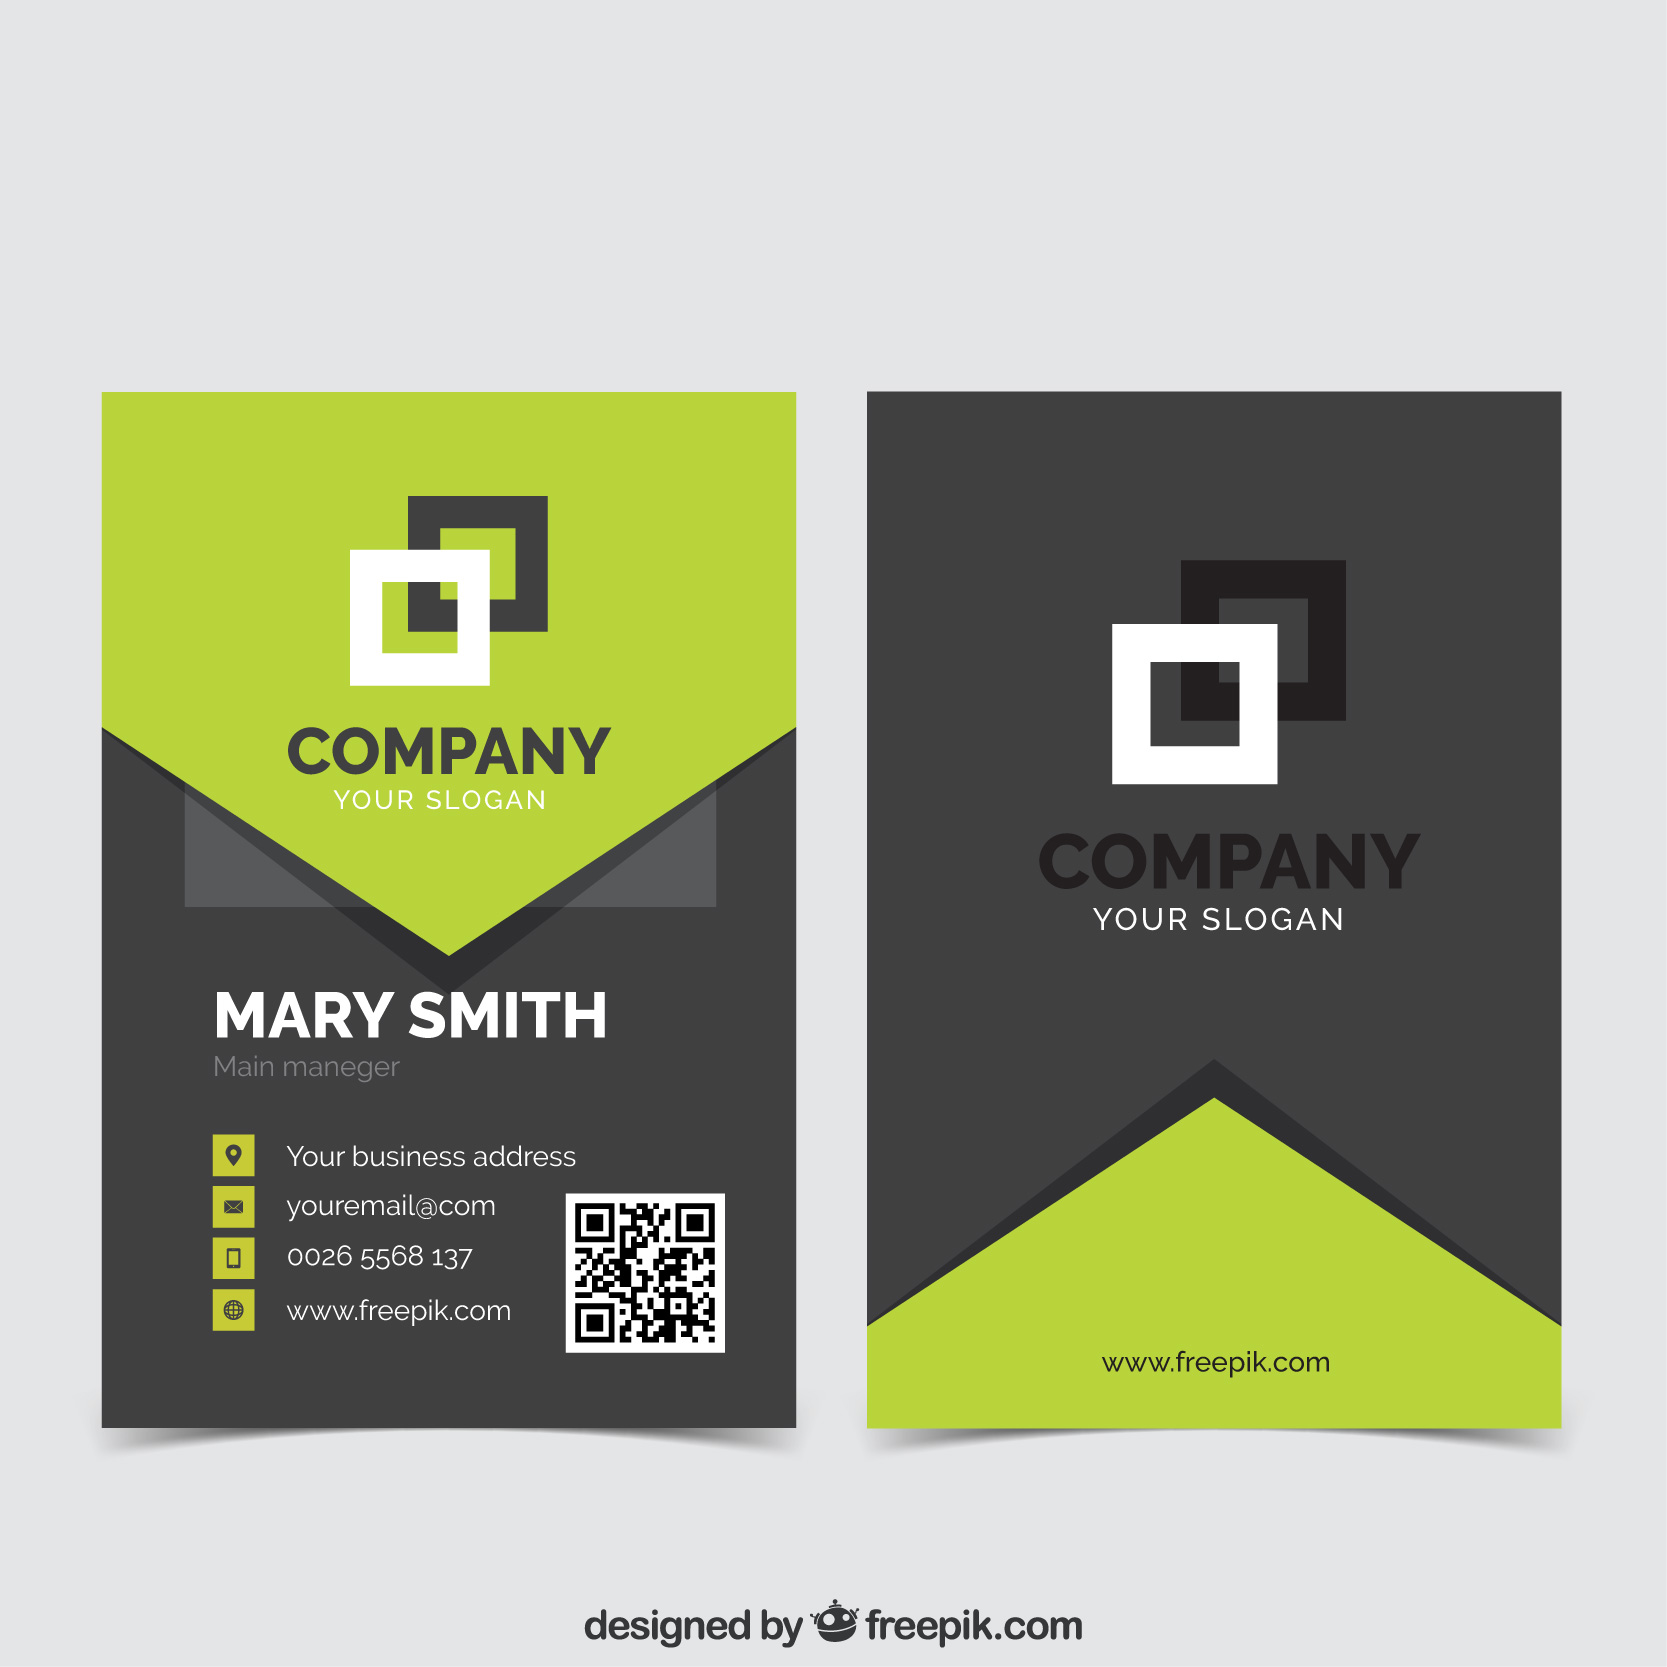 COMPANY
YOUR SLOGAN
MARY SMITH
Main maneger
Your business address
youremail@com
0026 5568 137
www.freepik.com
COMPANY
YOUR SLOGAN
www.freepik.com
designed by freepik.com